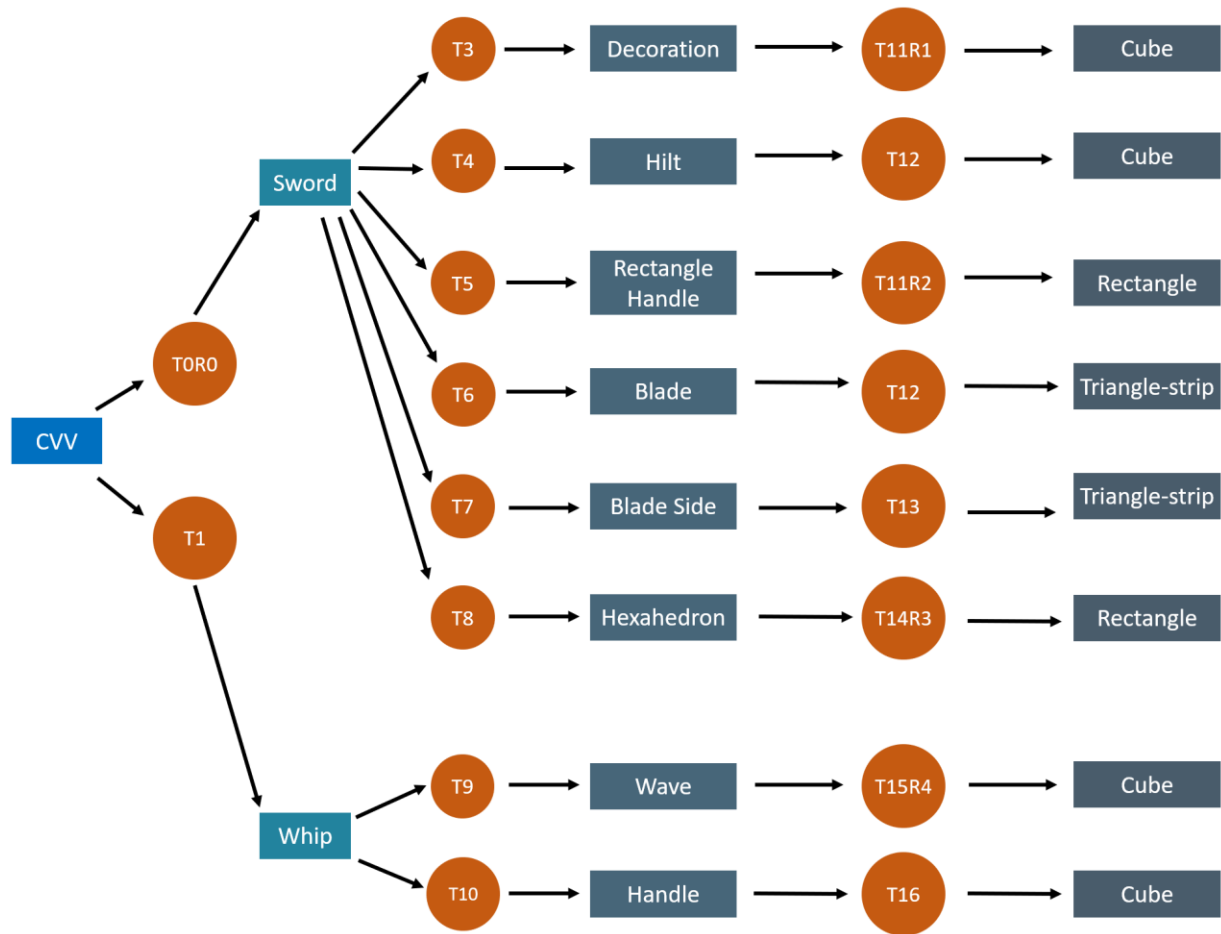 T3
Decoration
T11R1
Cube
T4
Hilt
T12
Cube
Sword
T5
Rectangle
Handle
T11R2
Rectangle
T0R0
T6
Blade
T12
Triangle-strip
CVV
T7
Blade Side
T13
Triangle-strip
T1
T8
Hexahedron
T14R3
Rectangle
T9
Wave
T15R4
Cube
Whip
T10
Handle
T16
Cube